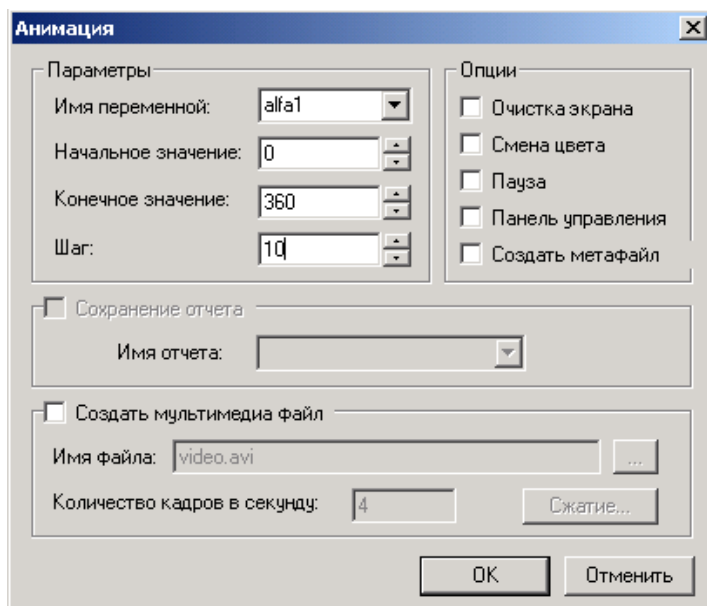 Анимация
Параметры
Имя переменной: alfa1
Начальное значение: 0
Конечное значение: 360
Шаг: 10
Опции
Очистка экрана
Смена цвета
Пауза
Панель управления
Создать метафайл
Сохранение отчета
Имя отчета:
Создать мультимедиа файл
Имя файла: video.avi ...
Количество кадров в секунду: 4 Сжатие...
OK Отменить